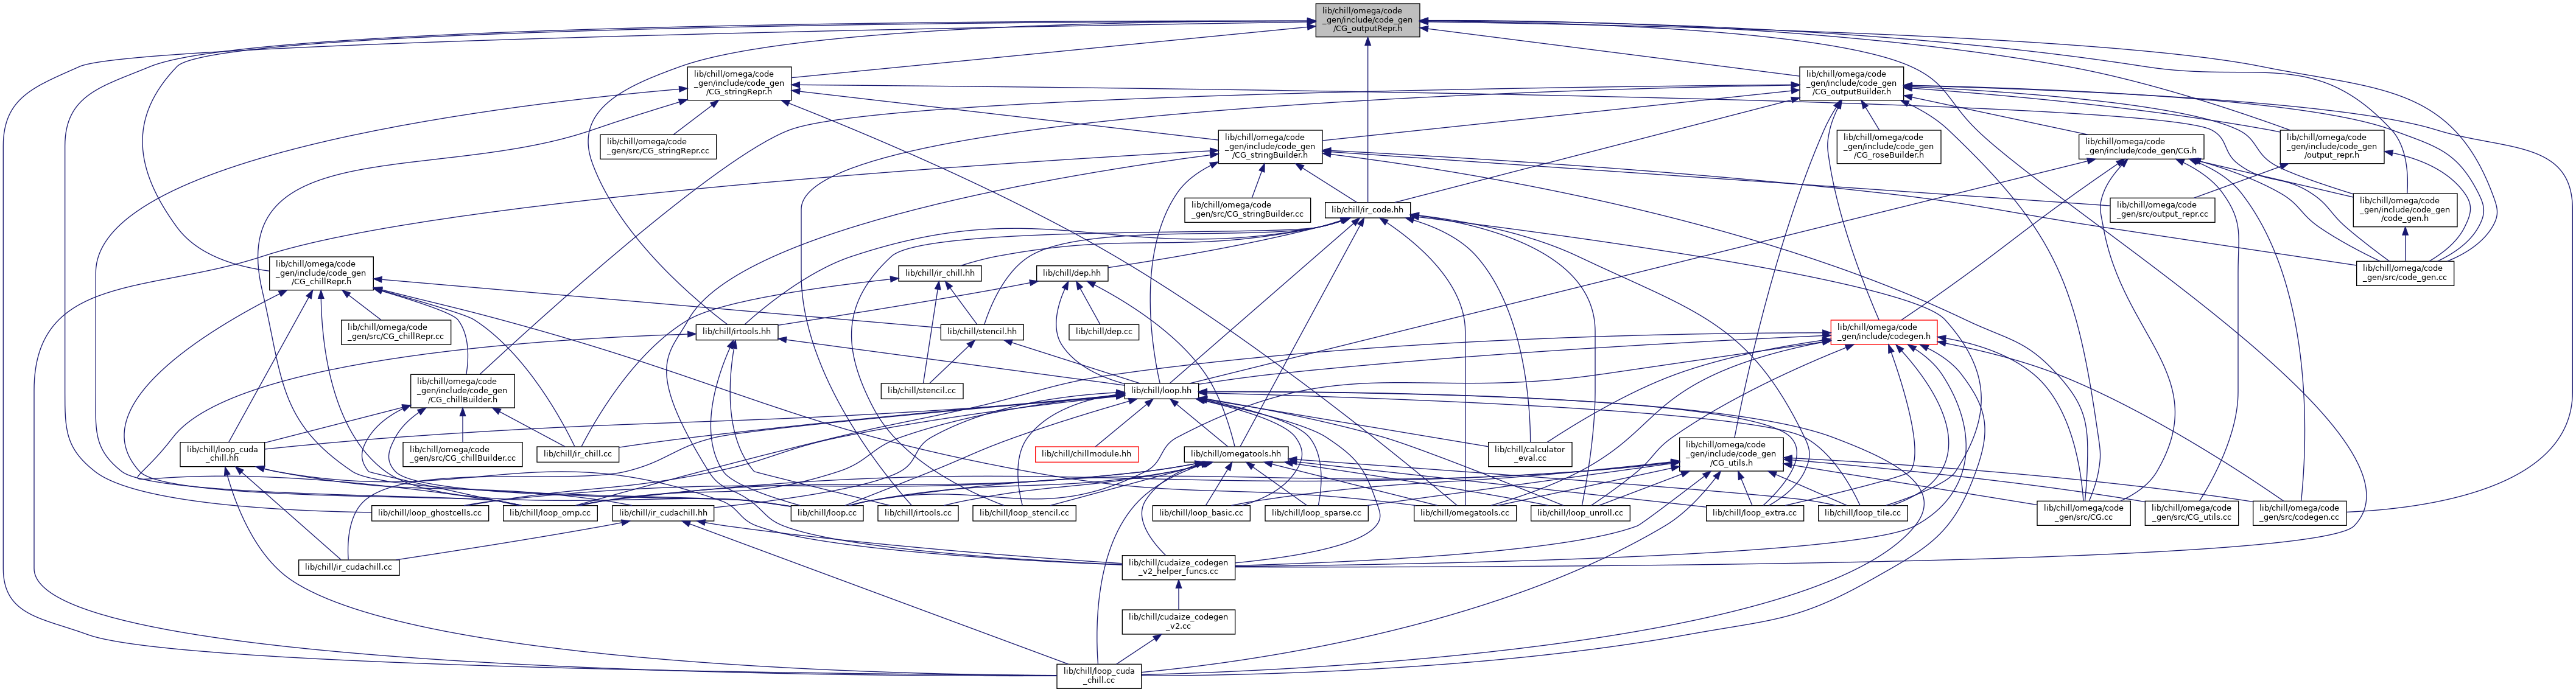 lib/chill/omega/code
_gen/include/code_gen
/CG_outputRepr.h
lib/chill/omega/code
_gen/include/code_gen
/CG_stringRepr.h
lib/chill/omega/code
_gen/include/code_gen
/CG_outputBuilder.h
lib/chill/omega/code
_gen/src/CG_stringRepr.cc
lib/chill/omega/code
_gen/include/code_gen
/CG_stringBuilder.h
lib/chill/omega/code
_gen/include/code_gen
/CG_roseBuilder.h
lib/chill/omega/code
_gen/include/code_gen/CG.h
lib/chill/omega/code
_gen/include/code_gen
/output_repr.h
lib/chill/omega/code
_gen/src/CG_stringBuilder.cc
lib/chill/ir_code.hh
lib/chill/omega/code
_gen/src/output_repr.cc
lib/chill/omega/code
_gen/include/code_gen
/code_gen.h
lib/chill/omega/code
_gen/include/code_gen
/CG_chillRepr.h
lib/chill/ir_chill.hh
lib/chill/dep.hh
lib/chill/omega/code
_gen/src/code_gen.cc
lib/chill/omega/code
_gen/src/CG_chillRepr.cc
lib/chill/irtools.hh
lib/chill/stencil.hh
lib/chill/dep.cc
lib/chill/omega/code
_gen/include/codegen.h
lib/chill/omega/code
_gen/include/code_gen
/CG_chillBuilder.h
lib/chill/stencil.cc
lib/chill/loop.hh
lib/chill/loop_cuda
_chill.hh
lib/chill/omega/code
_gen/src/CG_chillBuilder.cc
lib/chill/ir_chill.cc
lib/chill/chillmodule.hh
lib/chill/omegatools.hh
lib/chill/calculator
_eval.cc
lib/chill/omega/code
_gen/include/code_gen
/CG_utils.h
lib/chill/loop_ghostcells.cc
lib/chill/loop_omp.cc
lib/chill/ir_cudachill.hh
lib/chill/loop.cc
lib/chill/irtools.cc
lib/chill/loop_stencil.cc
lib/chill/loop_basic.cc
lib/chill/loop_sparse.cc
lib/chill/omegatools.cc
lib/chill/loop_unroll.cc
lib/chill/loop_extra.cc
lib/chill/loop_tile.cc
lib/chill/omega/code
_gen/src/CG.cc
lib/chill/omega/code
_gen/src/CG_utils.cc
lib/chill/omega/code
_gen/src/codegen.cc
lib/chill/ir_cudachill.cc
lib/chill/cudaize_codegen
_v2_helper_funcs.cc
lib/chill/cudaize_codegen
_v2.cc
lib/chill/loop_cuda
_chill.cc